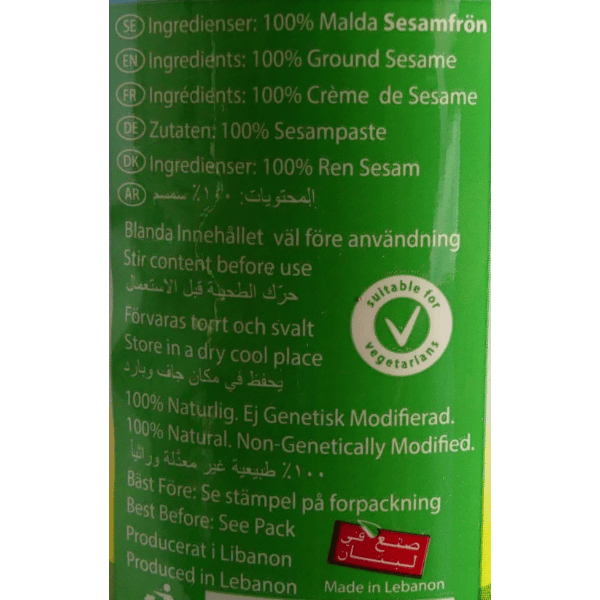 SE Ingredienser: 100% Malda Sesamfrön
EN Ingredients: 100% Ground Sesame
FR Ingrédients: 100% Crème de Sesame
DE Zutaten: 100% Sesampaste
DK Ingredienser: 100% Ren Sesam
AR المحتويات: ١٠٠٪ سمسم
Blanda Innehållet väl före användning
Stir content before use
حرّك الطحينة قبل الاستعمال
Förvaras torrt och svalt
Store in a dry cool place
يحفظ في مكان جاف وبارد
suitable for
vegetarians
100% Naturlig. Ej Genetisk Modifierad.
100% Natural. Non-Genetically Modified.
١٠٠٪ طبيعية غير معدّلة وراثياً
Bäst Före: Se stämpel på forpackning
Best Before: See Pack
Producerat i Libanon
Produced in Lebanon
صنع في
لبنان
Made in Lebanon